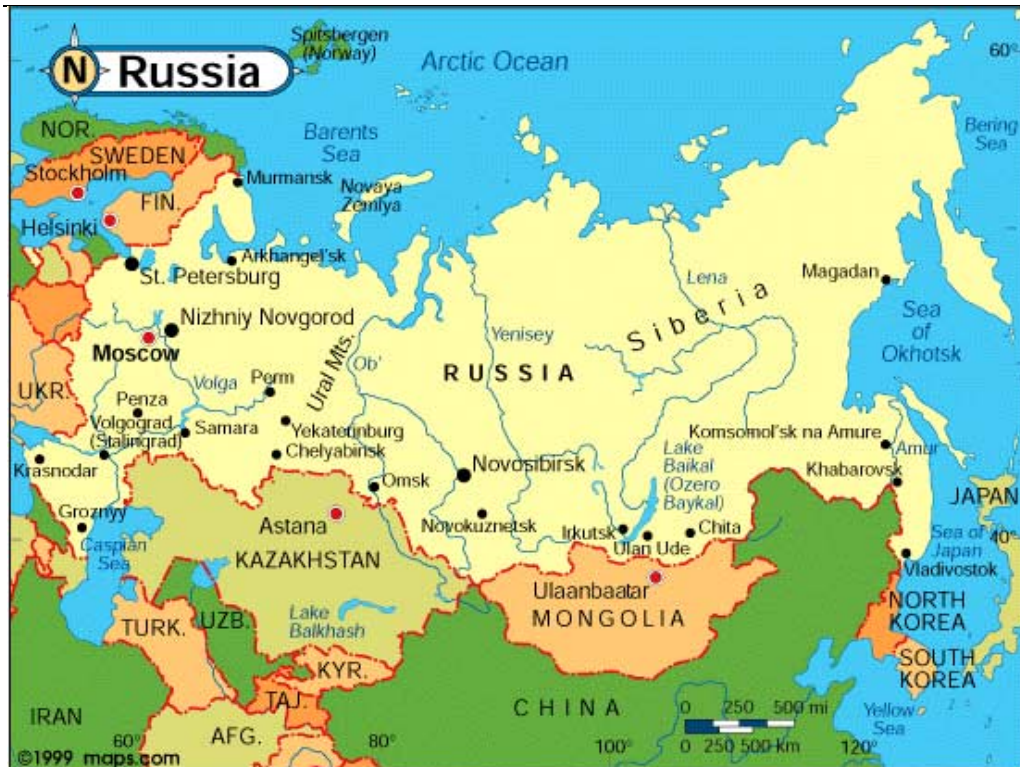 Spitsbergen
(Norway)
Arctic Ocean
60°
N Russia
NOR.
Barents
Sea
Bering
Sea
SWEDEN
Stockholm
Murmansk
Novaya
Zemlya
FIN.
Helsinki
Arkhangel'sk
St. Petersburg
Magadan
Lena
Siberia
Sea
of
Okhotsk
Nizhniy Novgorod
Yenisey
Moscow
Ural Mts.
Ob'
RUSSIA
UKR.
Volga
Perm
Penza
Volgograd
(Stalingrad)
Samara
Yekaterinburg
Komsomol'sk na Amure
Amur
Chelyabinsk
Krasnodar
Novosibirsk
Lake
Baikal
(Ozero
Baykal)
Khabarovsk
Omsk
JAPAN
Groznyy
Astana
Novokuznetsk
Irkutsk
Chita
Ulan Ude
Sea of
Japan
40°
Caspian
Sea
KAZAKHSTAN
Vladivostok
Ulaanbaatar
MONGOLIA
NORTH
KOREA
TURK.
UZB.
Lake
Balkhash
KYR.
SOUTH
KOREA
TAJ.
CHINA
0 250 500 mi
0 250 500 km
Yellow
Sea
IRAN
AFG.
60°
80°
100°
120°
©1999 maps.com